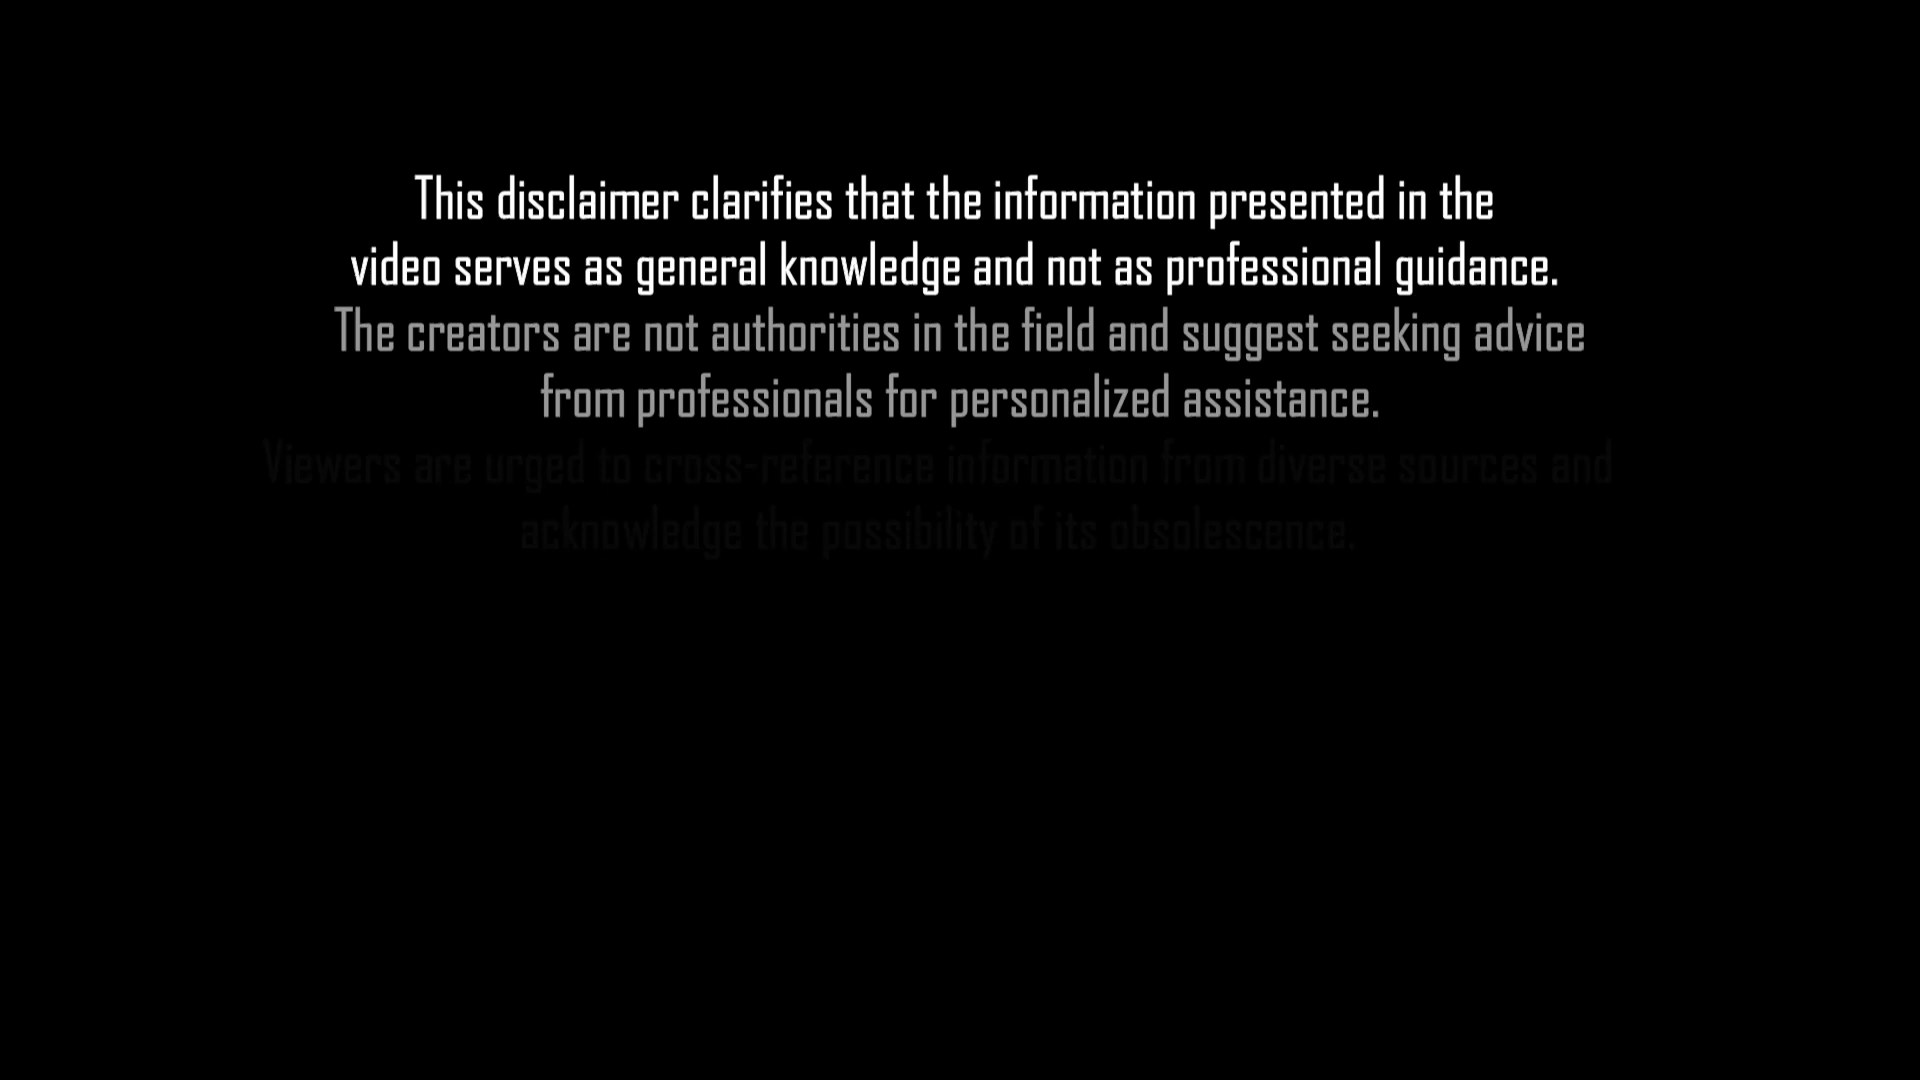 This disclaimer clarifies that the information presented in the
video serves as general knowledge and not as professional guidance.
The creators are not authorities in the field and suggest seeking advice
from professionals for personalized assistance.
Viewers are urged to cross-reference information from diverse sources and
acknowledge the possibility of its obsolescence.